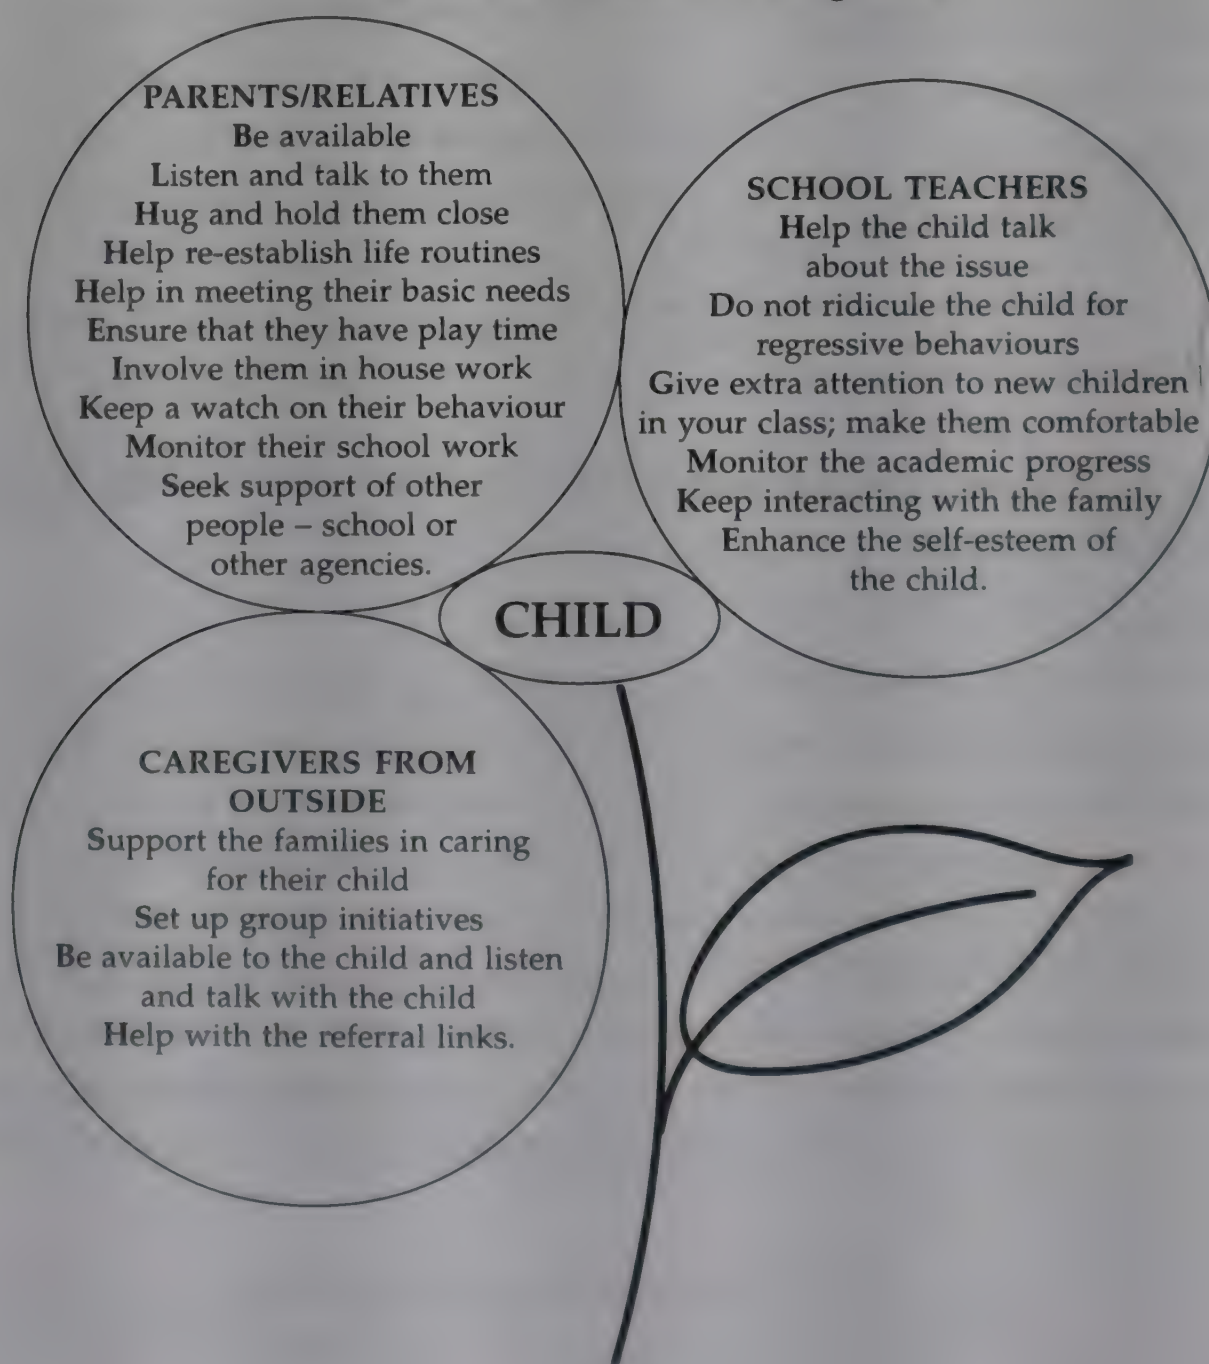 PARENTS/RELATIVES
Be available
Listen and talk to them
Hug and hold them close
Help re-establish life routines
Help in meeting their basic needs
Ensure that they have play time
Involve them in house work
Keep a watch on their behaviour
Monitor their school work
Seek support of other
people – school or
other agencies.
SCHOOL TEACHERS
Help the child talk
about the issue
Do not ridicule the child for
regressive behaviours
Give extra attention to new children
in your class; make them comfortable
Monitor the academic progress
Keep interacting with the family
Enhance the self-esteem of
the child.
CHILD
CAREGIVERS FROM
OUTSIDE
Support the families in caring
for their child
Set up group initiatives
Be available to the child and listen
and talk with the child
Help with the referral links.